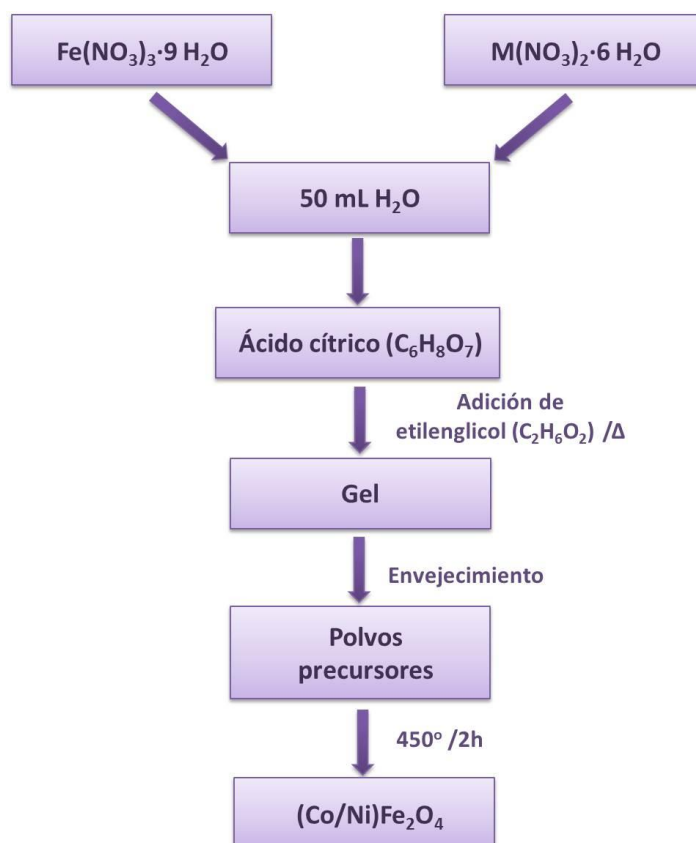 Fe(NO₃)₃·9 H₂O
M(NO₃)₂·6 H₂O
50 mL H₂O
Ácido cítrico (C₆H₈O₇)
Adición de
etilenglicol (C₂H₆O₂) /Δ
Gel
Envejecimiento
Polvos
precursores
450° /2h
(Co/Ni)Fe₂O₄